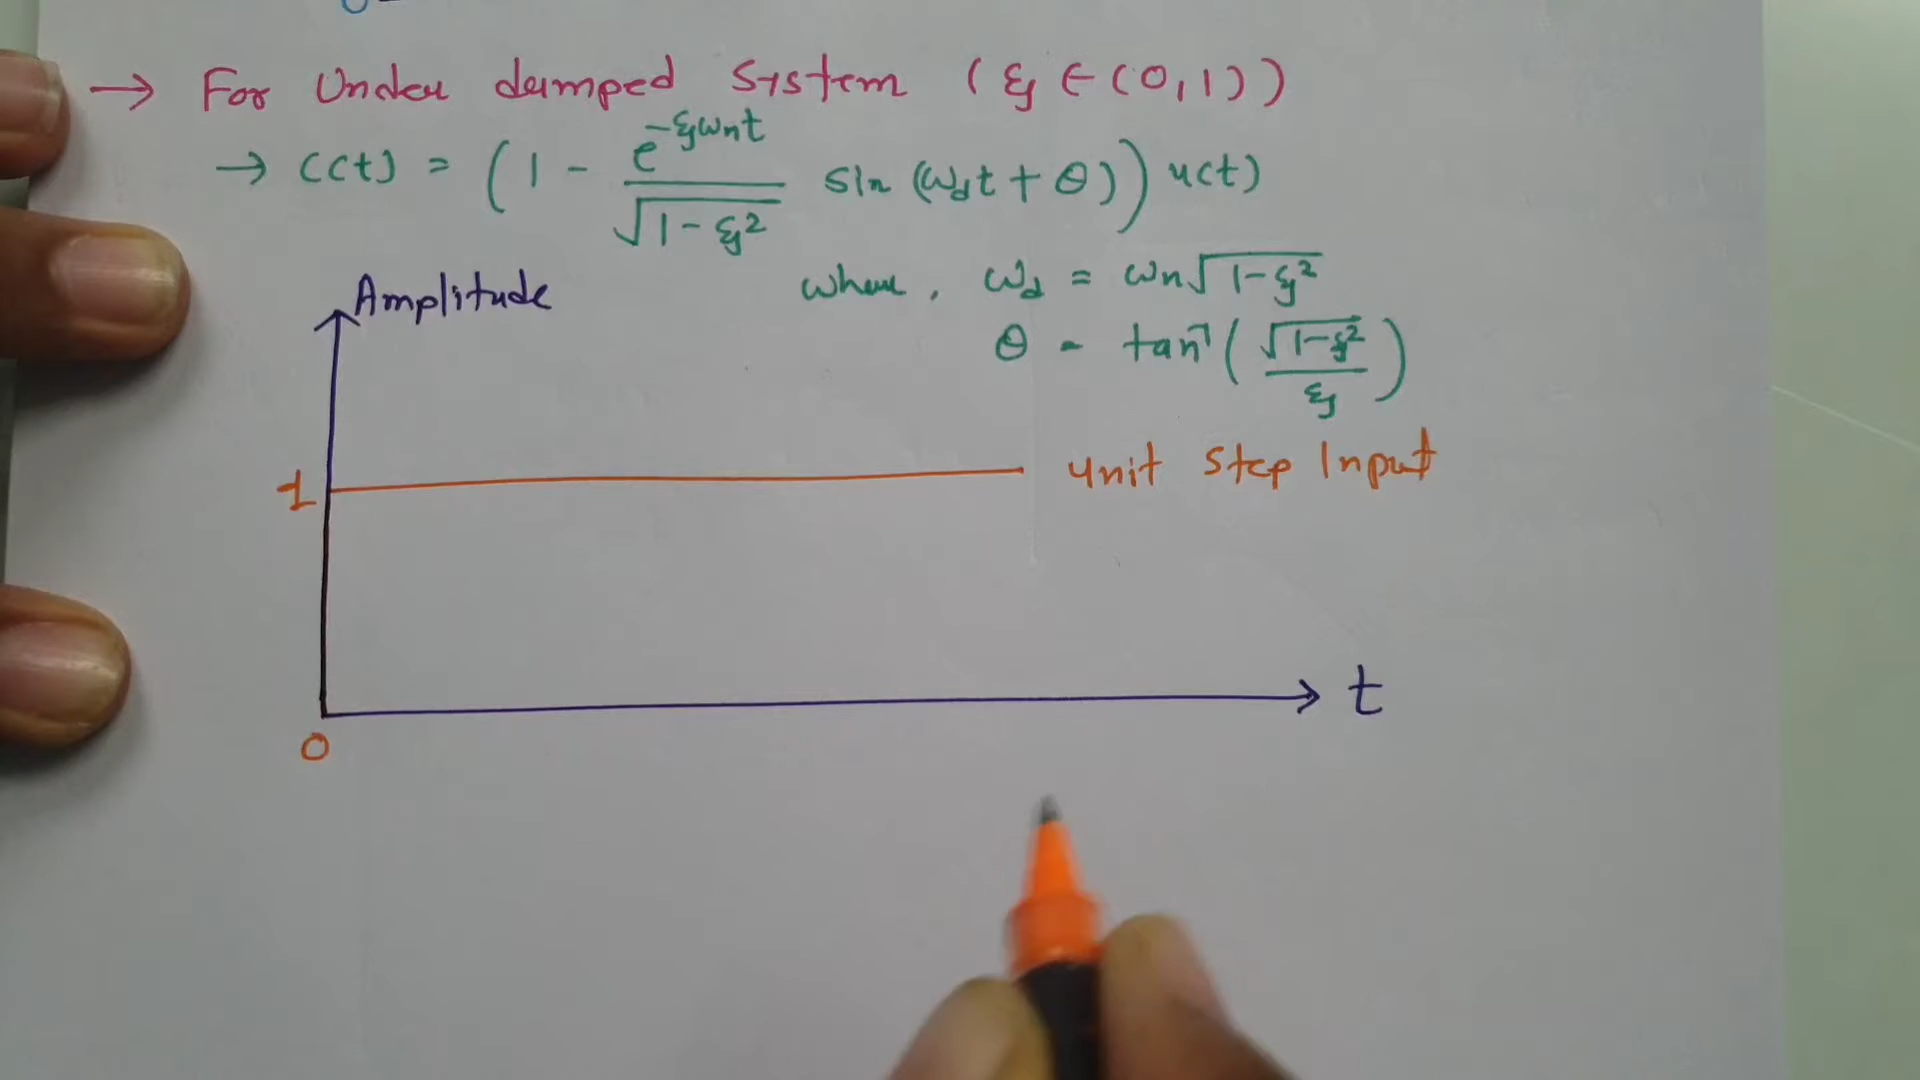 → For Under damped System (ξ ∈ (0,1))
→ C(t) = (1 - e^-ξωnt / √1-ξ² sin (ωdt + θ)) u(t)
where, ωd = ωn√1-ξ²
θ = tan⁻¹ (√1-ξ² / ξ)
Amplitude
1
unit Step Input
t
0